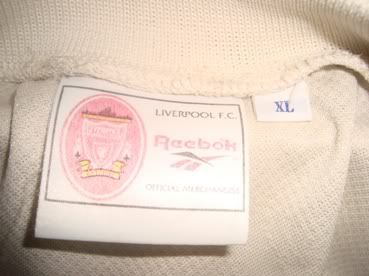 LIVERPOOL F.C.
Reebok
OFFICIAL MERCHANDISE
XL